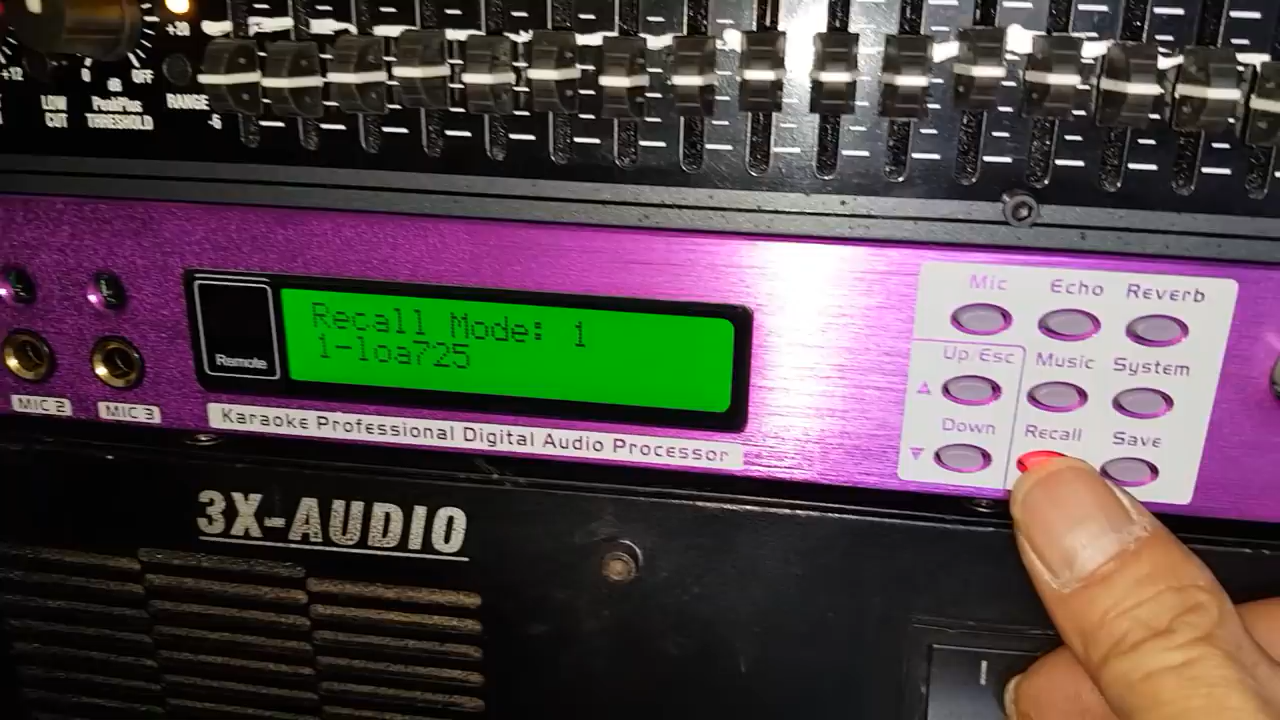 +20
+12
0
dB
OFF
LOW
CUT
PeakPlus
THRESHOLD
RANGE
-6
Recall Mode: 1
1-loa725
Remote
MIC 2
MIC 3
Karaoke Professional Digital Audio Processor
Mic
Echo
Reverb
Up/Esc
Music
System
Down
Recall
Save
3X-AUDIO